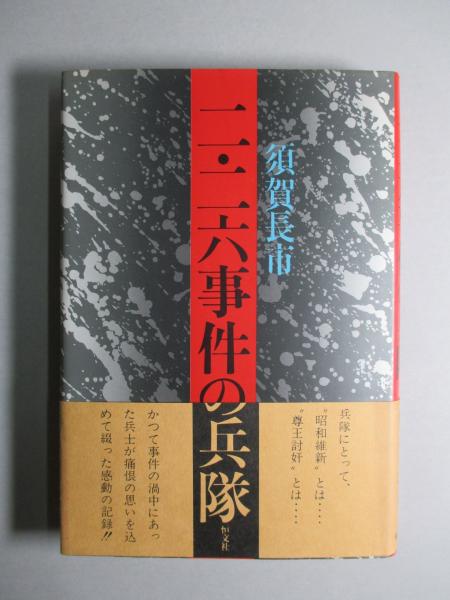 須賀長市
二・二六事件の兵隊
恒文社
兵隊にとって、
〝昭和維新〟とは‥‥
〝尊王討奸〟とは‥‥
かつて事件の渦中にあっ
た兵士が痛恨の思いを込
めて綴った感動の記録!!